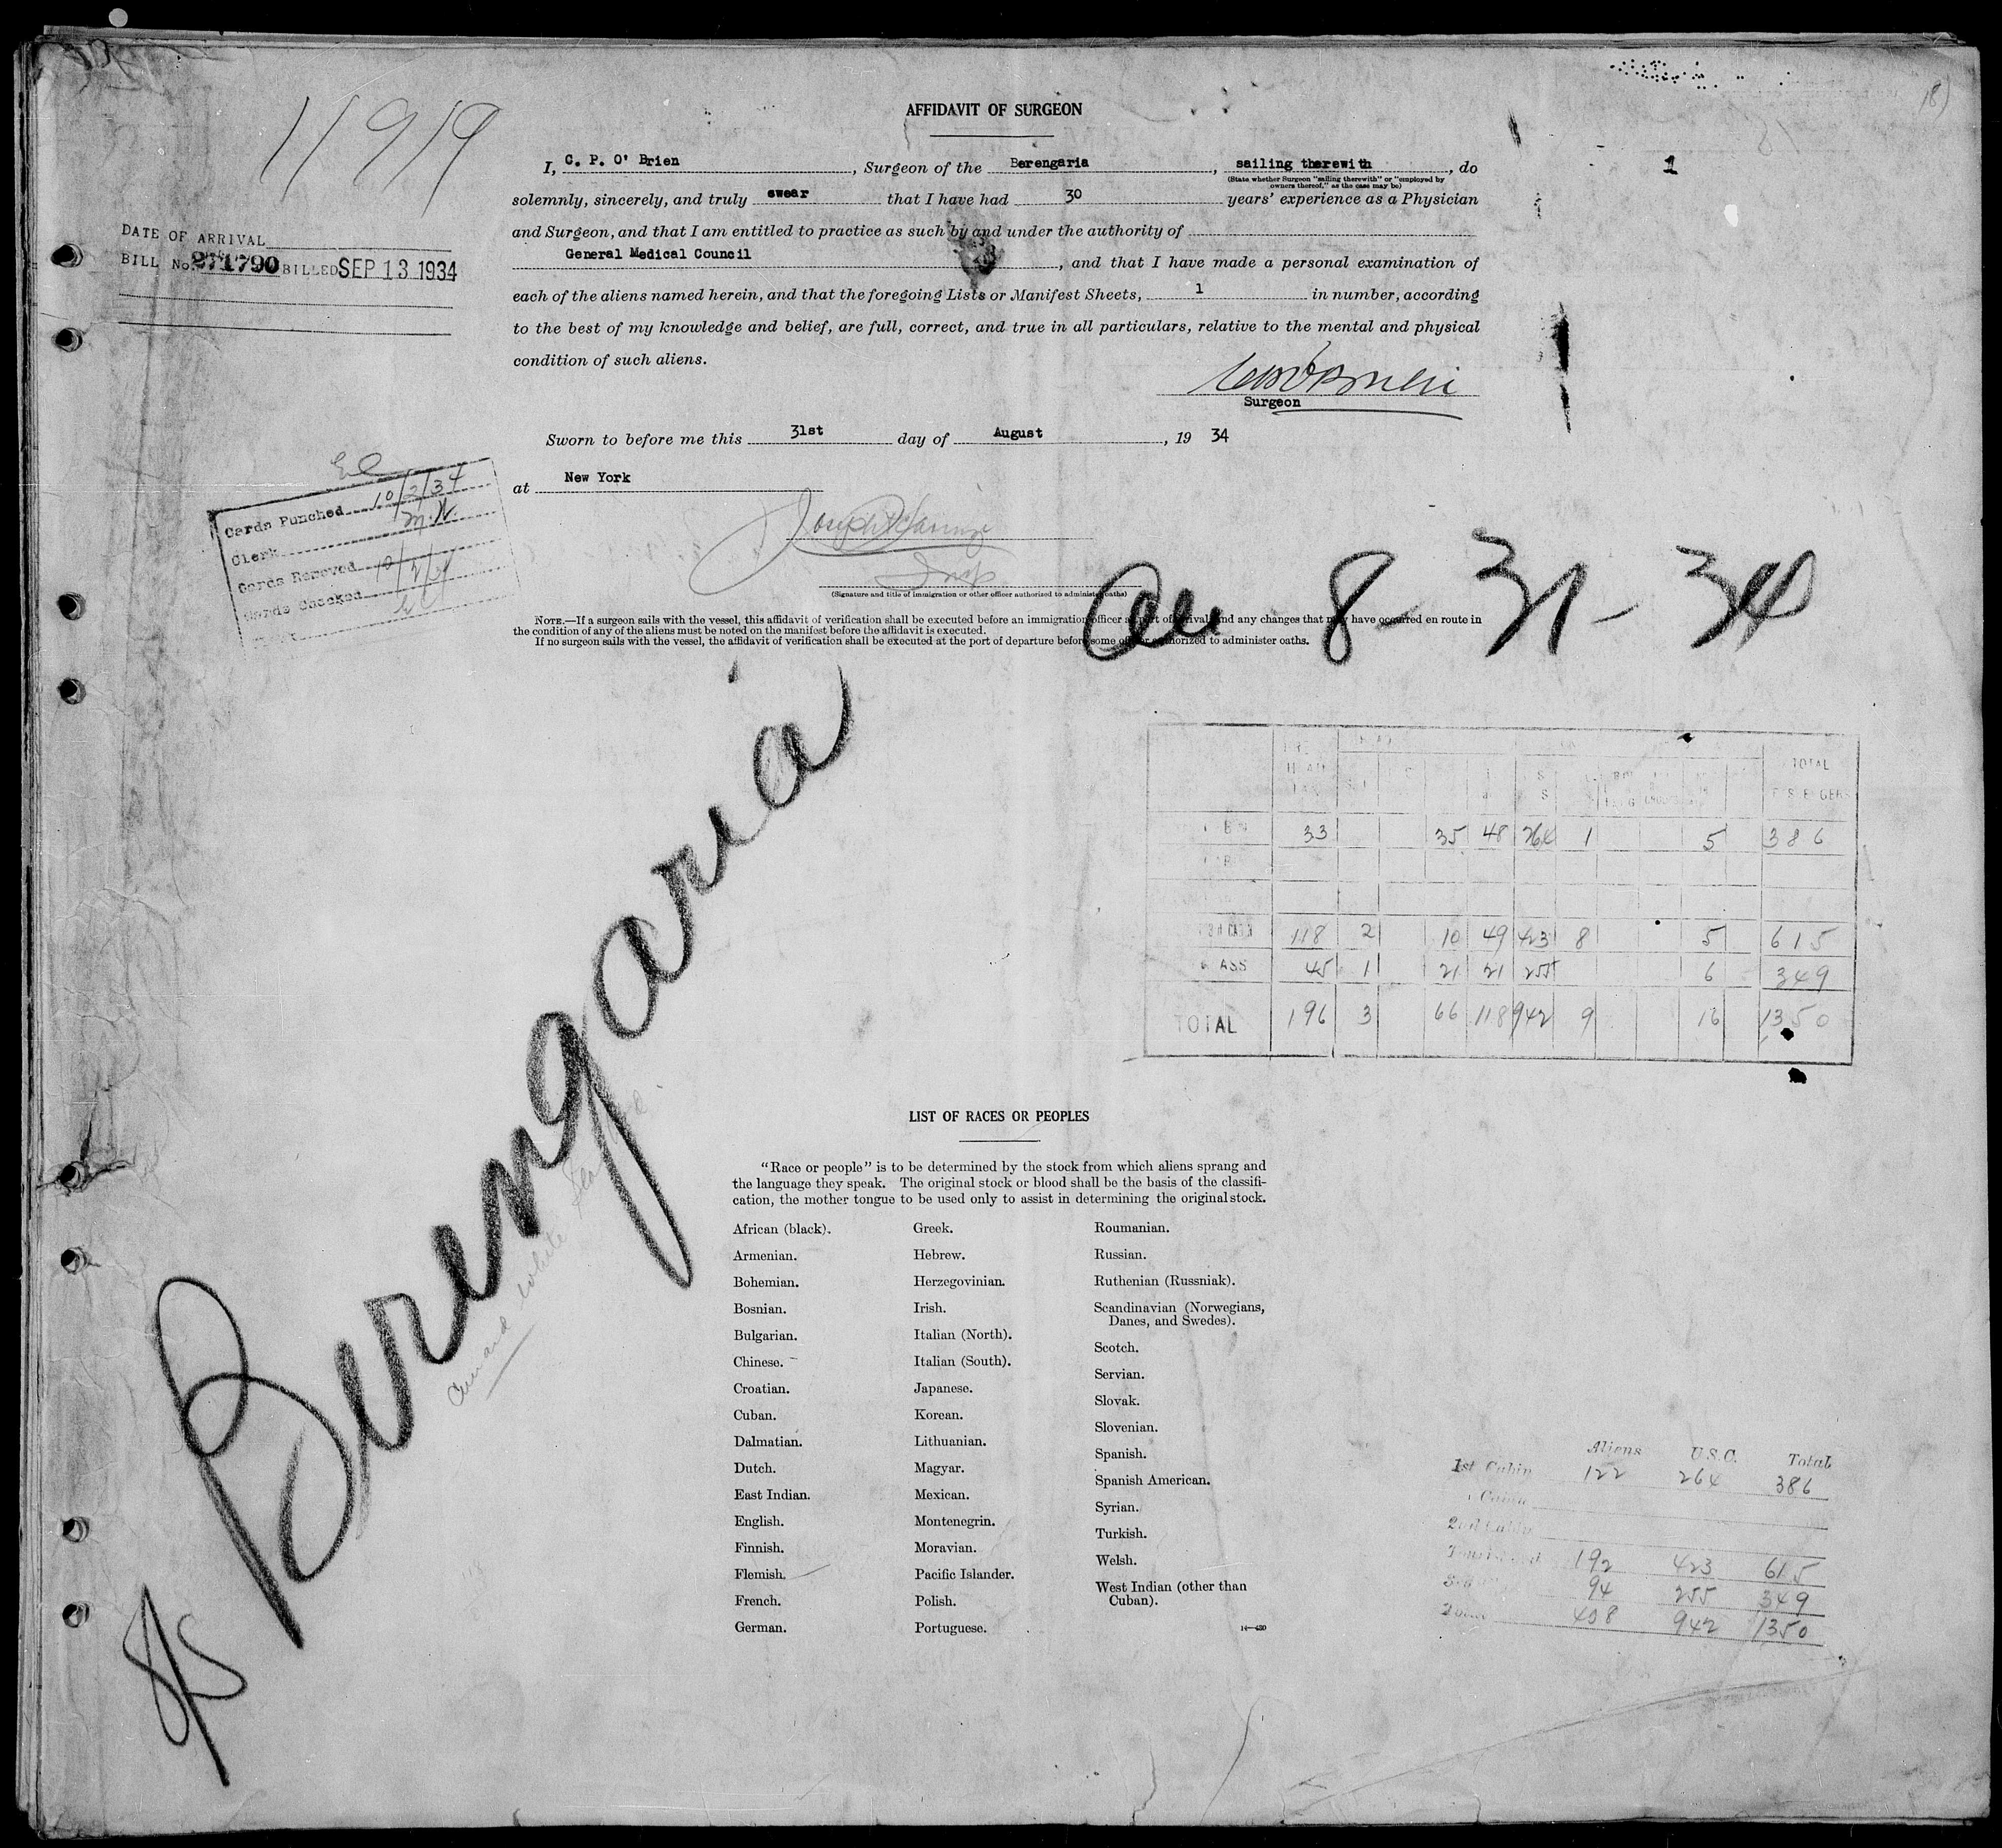 AFFIDAVIT OF SURGEON
I, C. P. O' Brien, Surgeon of the Berengaria, sailing therewith, do
(State whether Surgeon "sailing therewith" or "employed by
owners thereof," as the case may be)
solemnly, sincerely, and truly swear that I have had 30 years' experience as a Physician
and Surgeon, and that I am entitled to practice as such by and under the authority of
General Medical Council, and that I have made a personal examination of
each of the aliens named herein, and that the foregoing Lists or Manifest Sheets, 1 in number, according
to the best of my knowledge and belief, are full, correct, and true in all particulars, relative to the mental and physical
condition of such aliens.
Surgeon
Sworn to before me this 31st day of August, 19 34
at New York
Insp
(Signature and title of immigration or other officer authorized to administer oaths)
NOTE.—If a surgeon sails with the vessel, this affidavit of verification shall be executed before an immigration officer at port of arrival and any changes that may have occurred en route in
the condition of any of the aliens must be noted on the manifest before the affidavit is executed.
If no surgeon sails with the vessel, the affidavit of verification shall be executed at the port of departure before some officer authorized to administer oaths.
1
18)
11919
DATE OF ARRIVAL
BILL No. 271790 BILLED SEP 13 1934
Cards Punched 10/2/34
Clerk M.W.
Cards Removed
Cards Checked
8-31-34
S/S Berengaria
Cunard White Star
TOTAL
33 35 48 264 1 5 386
118 2 10 49 423 8 5 615
45 1 21 21 255 6 349
TOTAL 196 3 66 118 942 9 16 1350
LIST OF RACES OR PEOPLES
"Race or people" is to be determined by the stock from which aliens sprang and
the language they speak. The original stock or blood shall be the basis of the classifi-
cation, the mother tongue to be used only to assist in determining the original stock.
African (black).
Armenian.
Bohemian.
Bosnian.
Bulgarian.
Chinese.
Croatian.
Cuban.
Dalmatian.
Dutch.
East Indian.
English.
Finnish.
Flemish.
French.
German.
Greek.
Hebrew.
Herzegovinian.
Irish.
Italian (North).
Italian (South).
Japanese.
Korean.
Lithuanian.
Magyar.
Mexican.
Montenegrin.
Moravian.
Pacific Islander.
Polish.
Portuguese.
Roumanian.
Russian.
Ruthenian (Russniak).
Scandinavian (Norwegians,
Danes, and Swedes).
Scotch.
Servian.
Slovak.
Slovenian.
Spanish.
Spanish American.
Syrian.
Turkish.
Welsh.
West Indian (other than
Cuban).
14—430
Aliens U.S.C. Total
1st Cabin 122 264 386
Cabin
2nd Cabin
192 423 615
94 255 349
408 942 1350